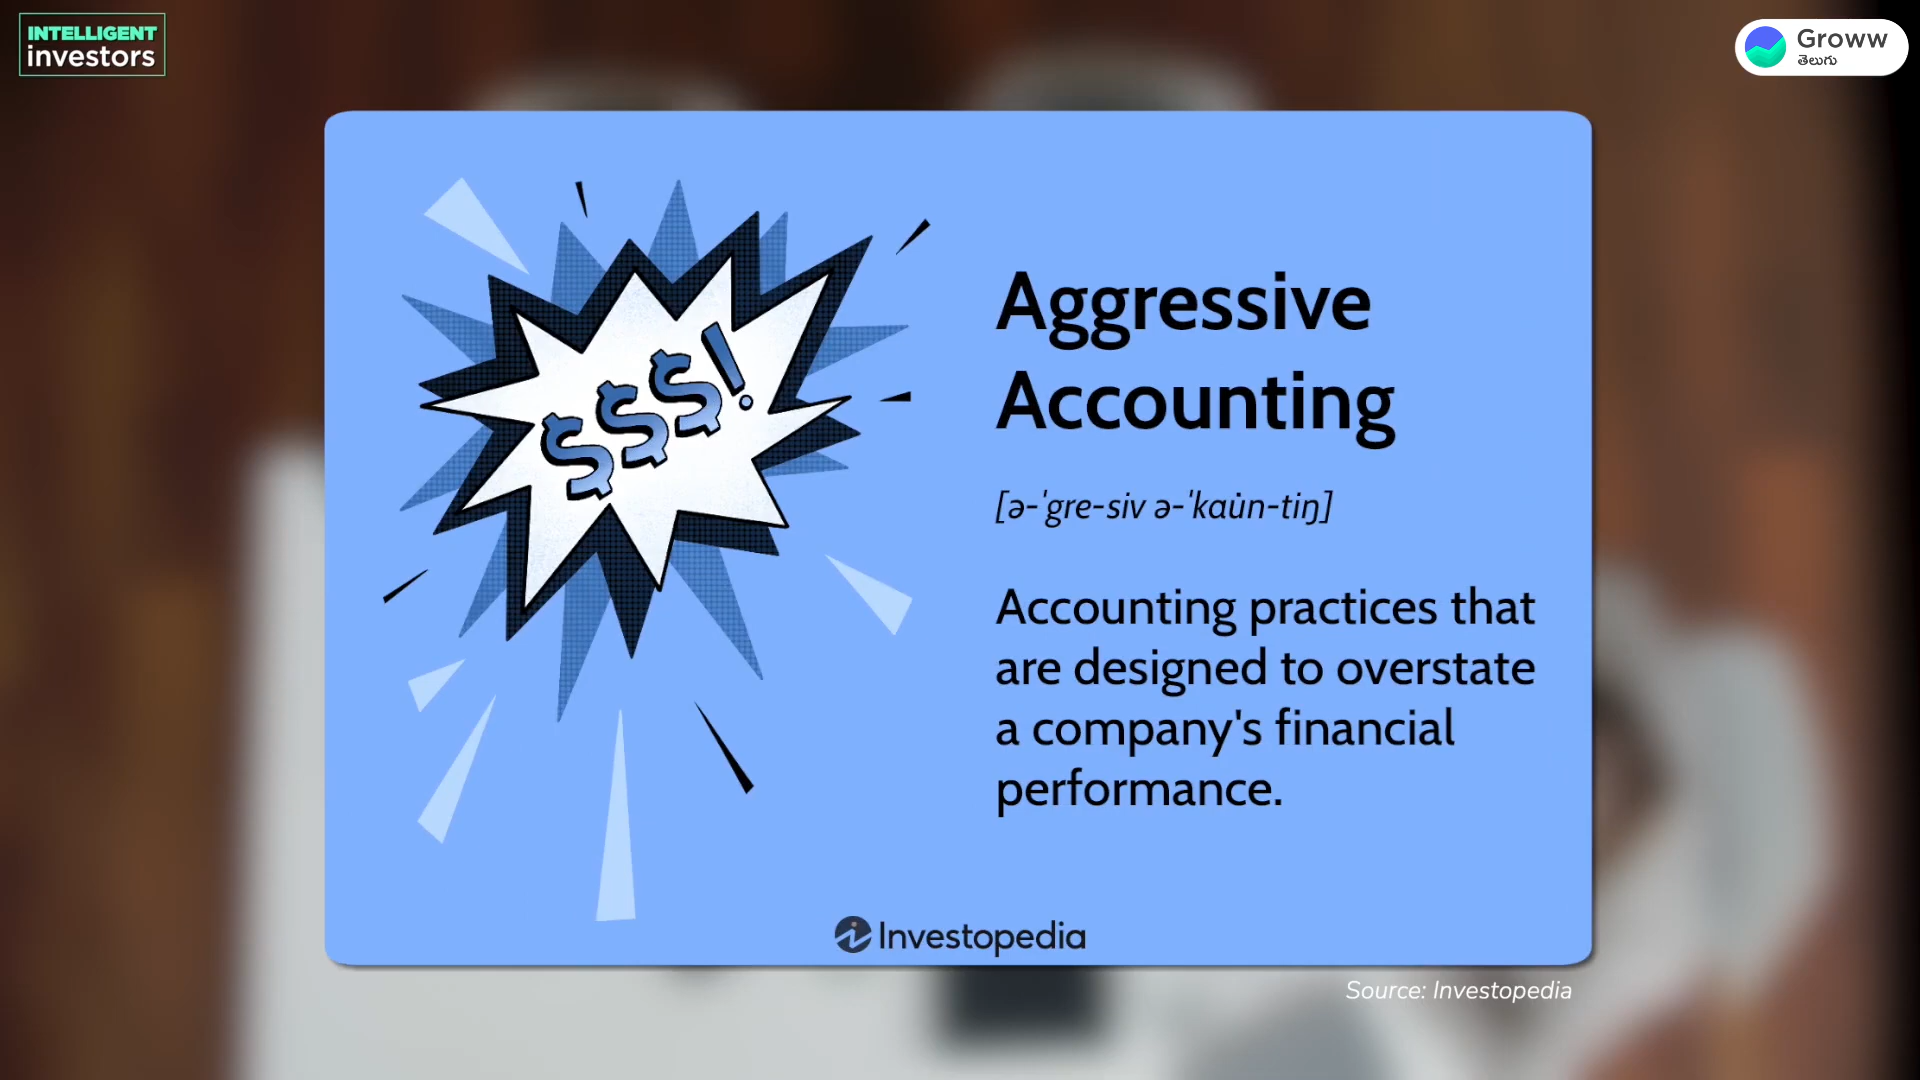 INTELLIGENT
investors
Groww
తెలుగు
$$$!
Aggressive
Accounting
[ə-ˈgre-siv ə-ˈkau̇n-tiŋ]
Accounting practices that
are designed to overstate
a company's financial
performance.
Investopedia
Source: Investopedia